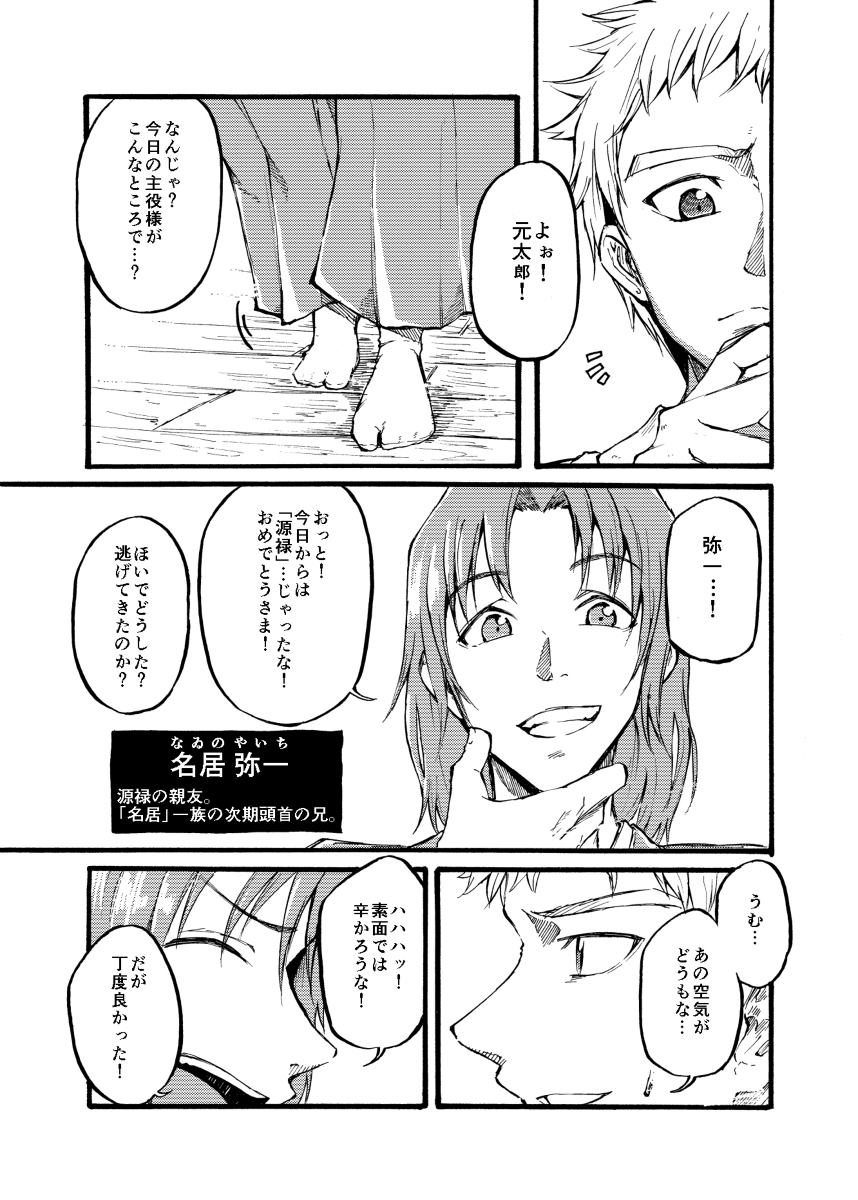 よぉ！
元太郎！
なんじゃ？
今日の主役様が
こんなところで…？
弥一…！
おっと！
今日からは
「源禄」…じゃったな！
おめでとうさま！
ほいでどうした？
逃げてきたのか？
なゐのやいち
名居 弥一
源禄の親友。
「名居」一族の次期頭首の兄。
うむ…
あの空気が
どうもな…
ハハハッ！
素面では
辛かろうな！
だが
丁度良かった！